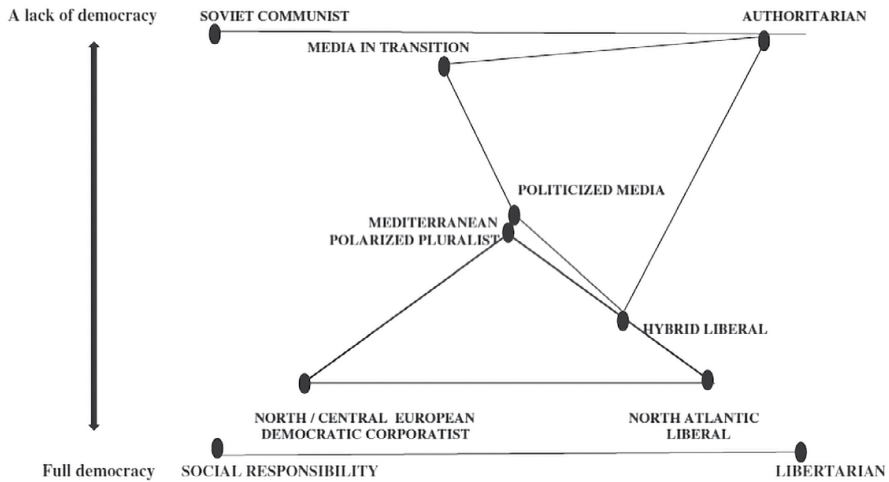 A lack of democracy
SOVIET COMMUNIST
AUTHORITARIAN
MEDIA IN TRANSITION
POLITICIZED MEDIA
MEDITERRANEAN
POLARIZED PLURALIST
HYBRID LIBERAL
NORTH / CENTRAL EUROPEAN
DEMOCRATIC CORPORATIST
NORTH ATLANTIC
LIBERAL
Full democracy
SOCIAL RESPONSIBILITY
LIBERTARIAN